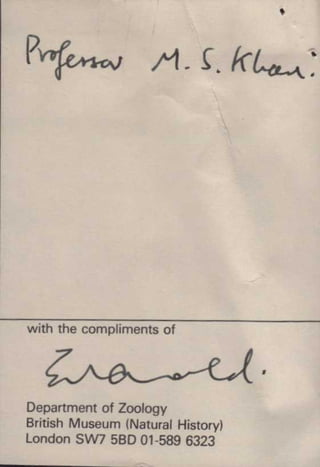 Professor M. S. Khan.
with the compliments of
Department of Zoology
British Museum (Natural History)
London SW7 5BD 01-589 6323